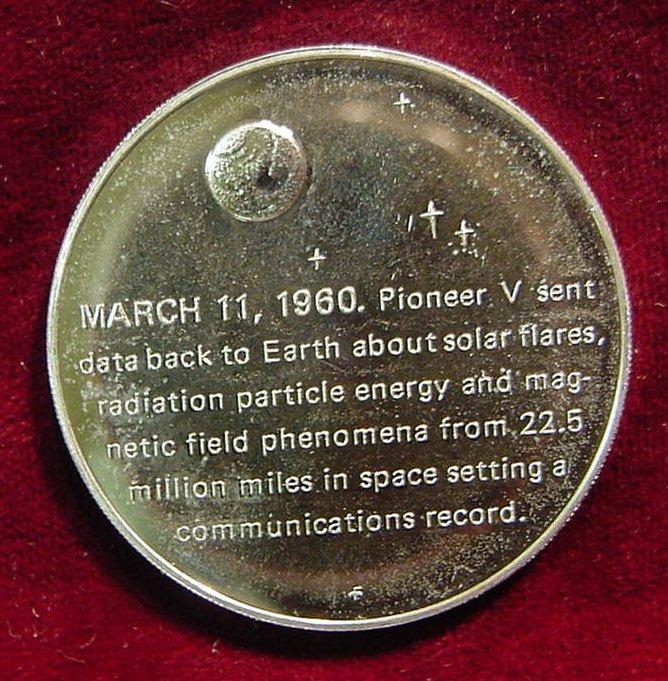 MARCH 11, 1960. Pioneer V sent
data back to Earth about solar flares,
radiation particle energy and mag-
netic field phenomena from 22.5
million miles in space setting a
communications record.